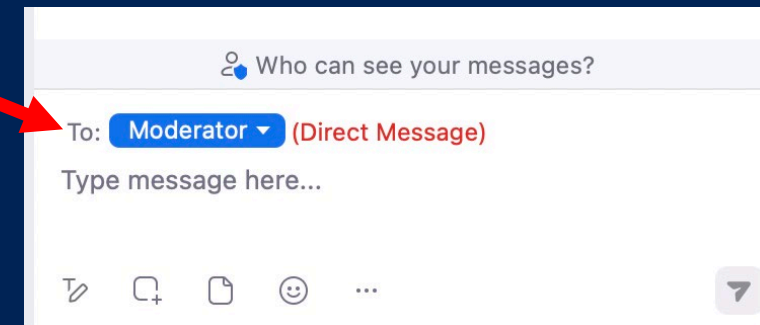 Who can see your messages?
To: Moderator (Direct Message)
Type message here...